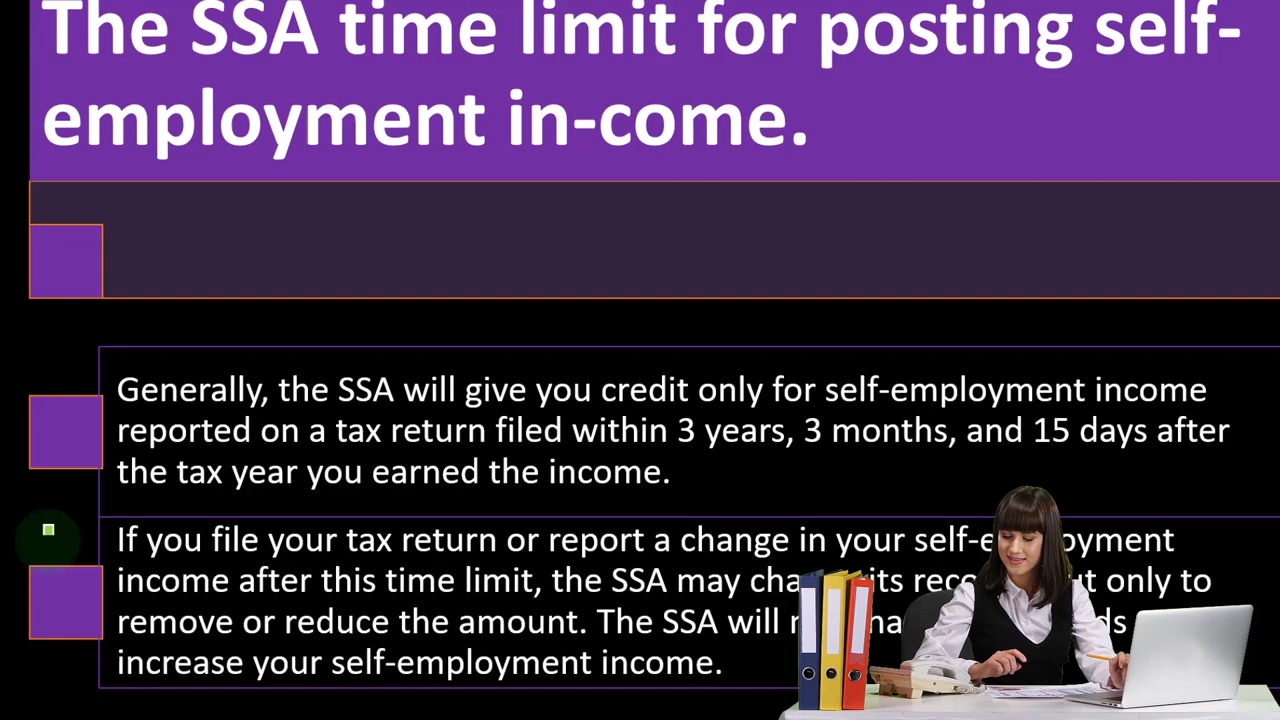 The SSA time limit for posting self-
employment in-come.
Generally, the SSA will give you credit only for self-employment income
reported on a tax return filed within 3 years, 3 months, and 15 days after
the tax year you earned the income.
If you file your tax return or report a change in your
income after this time limit, the SSA may its only to
remove or reduce the amount. The SSA will
increase your self-employment income.